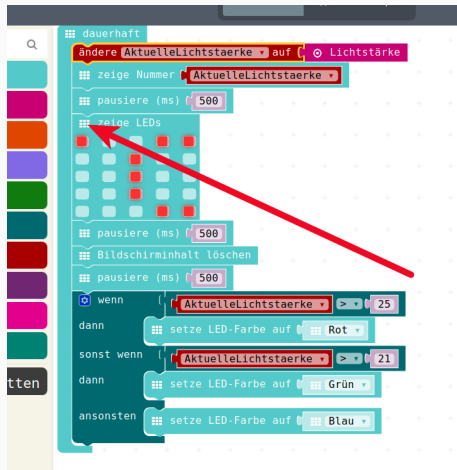 dauerhaft
ändere AktuelleLichtstaerke auf Lichtstärke
zeige Nummer AktuelleLichtstaerke
pausiere (ms) 500
zeige LEDs
pausiere (ms) 500
Bildschirminhalt löschen
pausiere (ms) 500
wenn AktuelleLichtstaerke > 25
dann setze LED-Farbe auf Rot
sonst wenn AktuelleLichtstaerke > 21
dann setze LED-Farbe auf Grün
tten
ansonsten setze LED-Farbe auf Blau